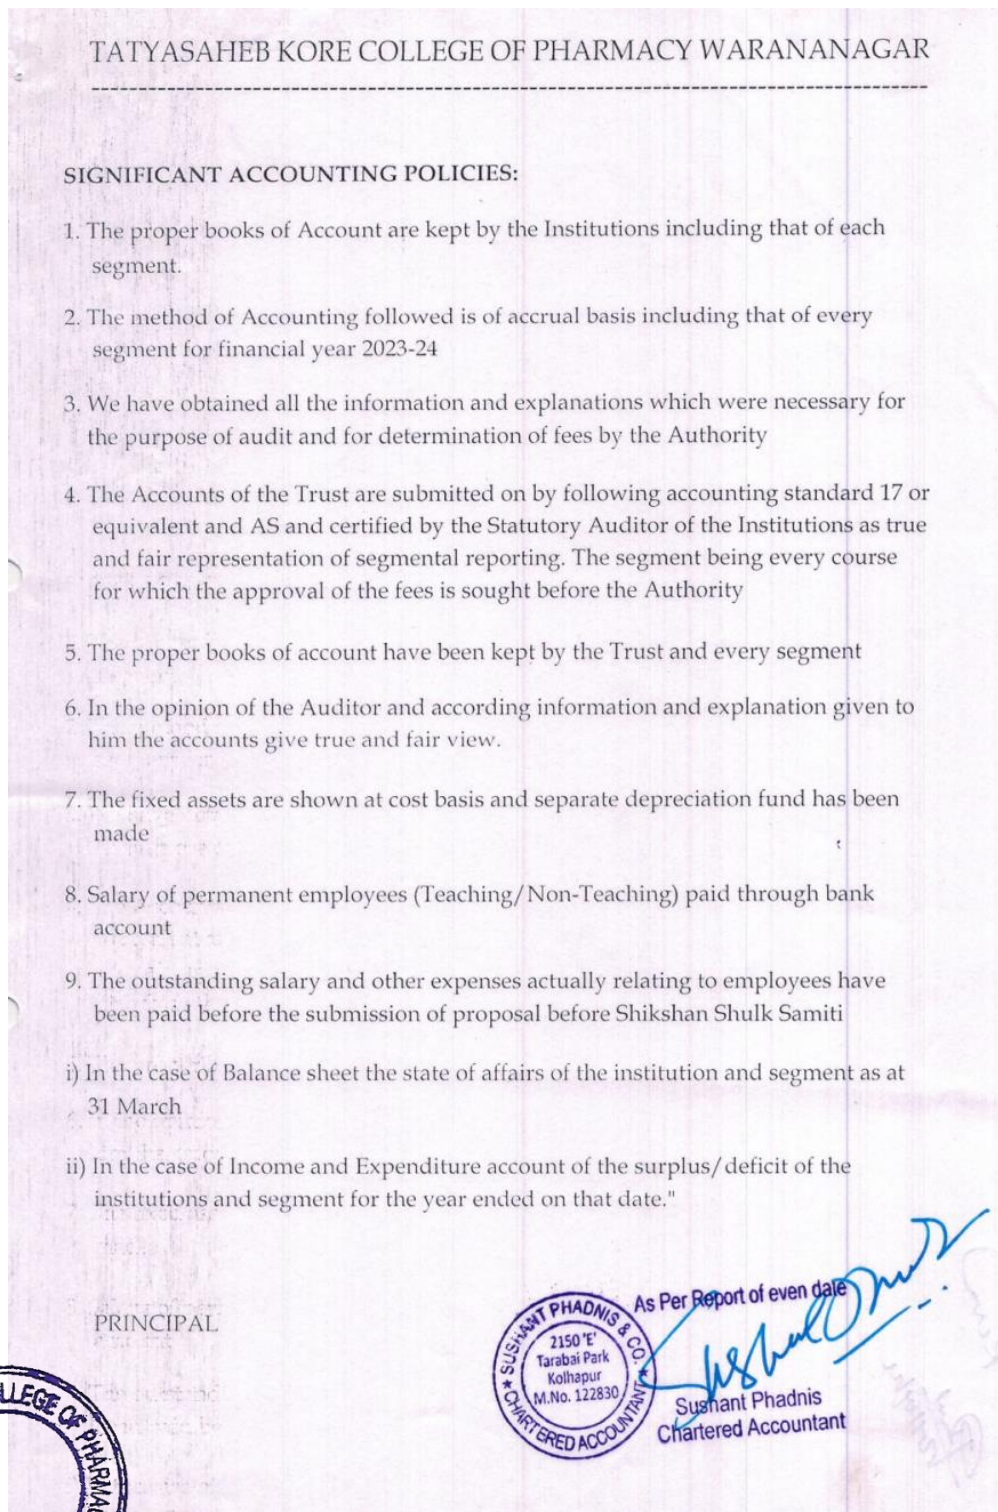 TATYASAHEB KORE COLLEGE OF PHARMACY WARANANAGAR
SIGNIFICANT ACCOUNTING POLICIES:
1. The proper books of Account are kept by the Institutions including that of each
segment.
2. The method of Accounting followed is of accrual basis including that of every
segment for financial year 2023-24
3. We have obtained all the information and explanations which were necessary for
the purpose of audit and for determination of fees by the Authority
4. The Accounts of the Trust are submitted on by following accounting standard 17 or
equivalent and AS and certified by the Statutory Auditor of the Institutions as true
and fair representation of segmental reporting. The segment being every course
for which the approval of the fees is sought before the Authority
5. The proper books of account have been kept by the Trust and every segment
6. In the opinion of the Auditor and according information and explanation given to
him the accounts give true and fair view.
7. The fixed assets are shown at cost basis and separate depreciation fund has been
made
8. Salary of permanent employees (Teaching/Non-Teaching) paid through bank
account
9. The outstanding salary and other expenses actually relating to employees have
been paid before the submission of proposal before Shikshan Shulk Samiti
i) In the case of Balance sheet the state of affairs of the institution and segment as at
31 March
ii) In the case of Income and Expenditure account of the surplus/deficit of the
institutions and segment for the year ended on that date."
PRINCIPAL
As Per Report of even date
SUSHANT PHADNIS & CO.
2150 'E'
Tarabai Park
Kolhapur
M.No. 122830
CHARTERED ACCOUNTANT
Sushant Phadnis
Chartered Accountant
OF